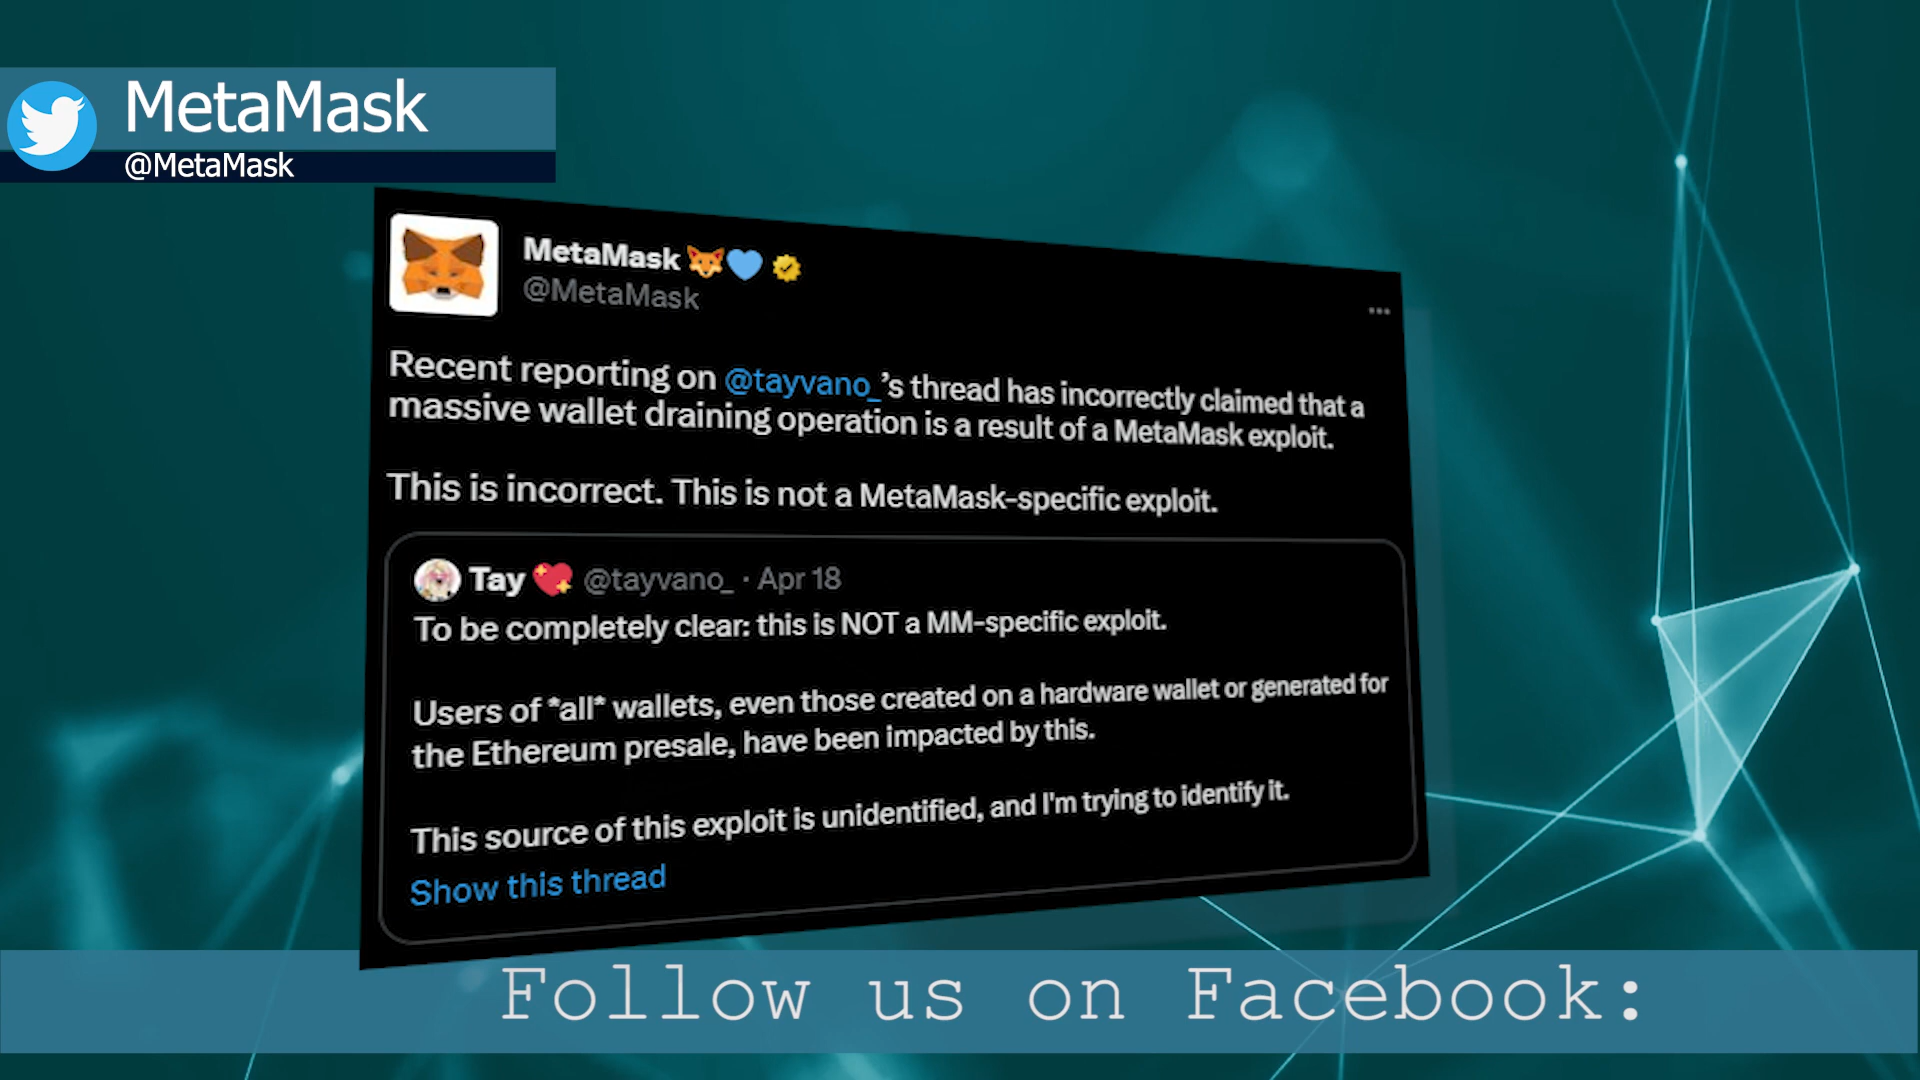 MetaMask
@MetaMask
MetaMask
@MetaMask
Recent reporting on @tayvano_'s thread has incorrectly claimed that a
massive wallet draining operation is a result of a MetaMask exploit.
This is incorrect. This is not a MetaMask-specific exploit.
Tay @tayvano_ · Apr 18
To be completely clear: this is NOT a MM-specific exploit.
Users of *all* wallets, even those created on a hardware wallet or generated for
the Ethereum presale, have been impacted by this.
This source of this exploit is unidentified, and I'm trying to identify it.
Show this thread
Follow us on Facebook: